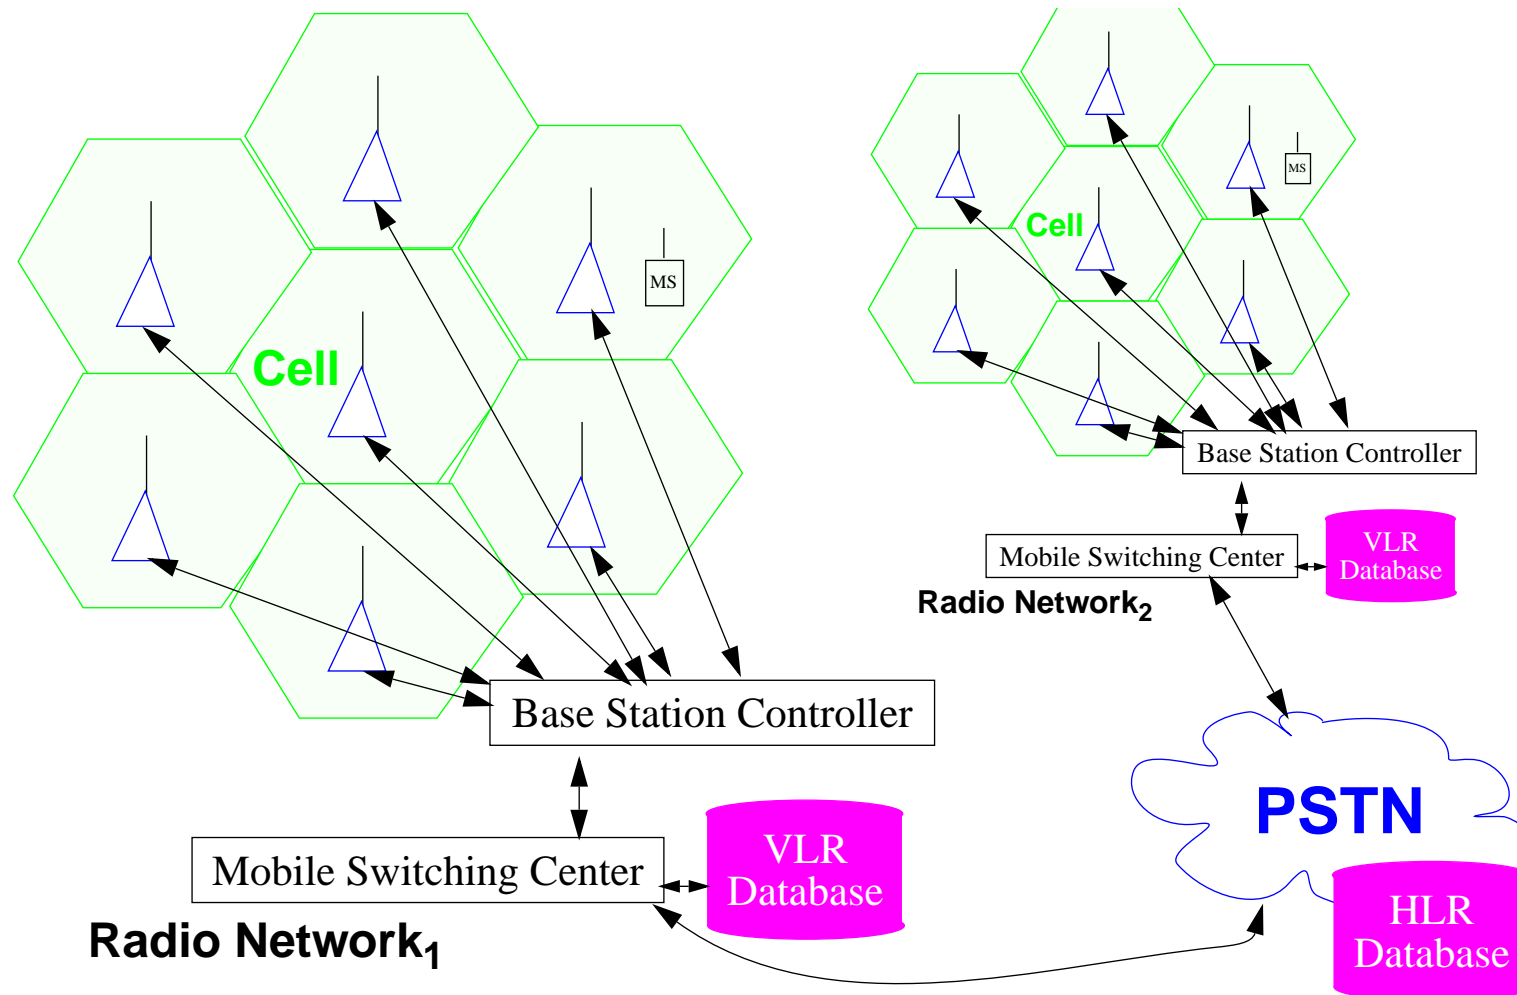 MS
Cell
Base Station Controller
Mobile Switching Center
VLR
Database
Radio Network1
MS
Cell
Base Station Controller
Mobile Switching Center
VLR
Database
Radio Network2
PSTN
HLR
Database